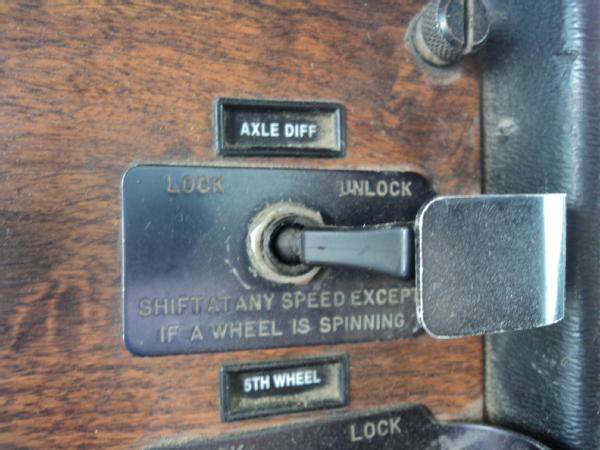 AXLE DIFF
LOCK UNLOCK
SHIFT AT ANY SPEED EXCEPT
IF A WHEEL IS SPINNING
5TH WHEEL
LOCK